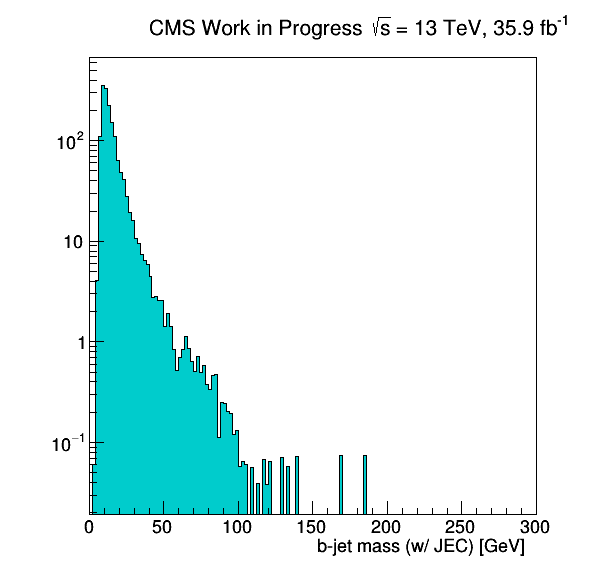 CMS Work in Progress √s = 13 TeV, 35.9 fb⁻¹
10²
10
1
10⁻¹
0 50 100 150 200 250 300
b-jet mass (w/ JEC) [GeV]